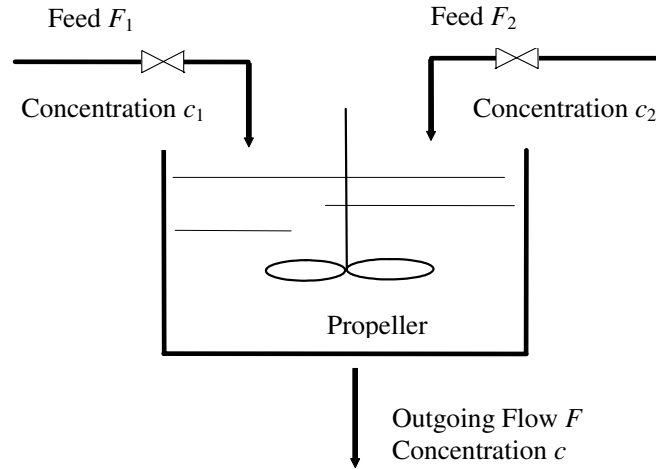 Feed F₁
Feed F₂
Concentration c₁
Concentration c₂
Propeller
Outgoing Flow F
Concentration c